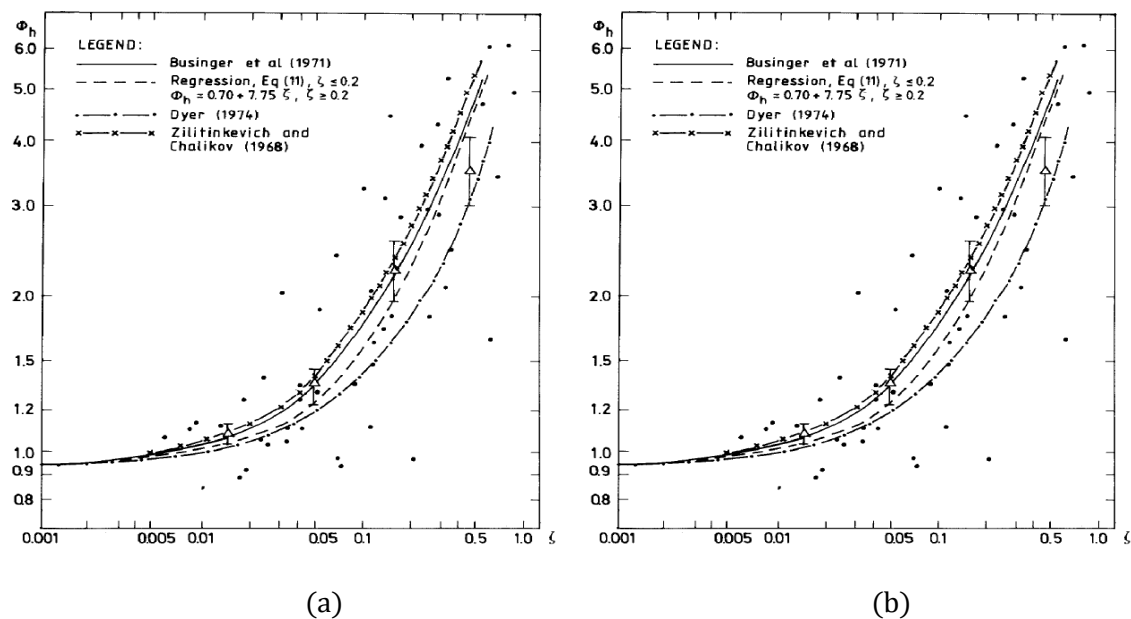 Φh
LEGEND:
6.0
Businger et al (1971)
Regression, Eq (11), ζ ≤ 0.2
5.0
Φh = 0.70 + 7.75 ζ, ζ ≥ 0.2
Dyer (1974)
4.0
Zilitinkevich and
Chalikov (1968)
3.0
2.0
1.5
1.2
1.0
0.9
0.8
0.001 0.005 0.01 0.05 0.1 0.5 1.0 ζ
(a)
Φh
LEGEND:
6.0
Businger et al (1971)
Regression, Eq (11), ζ ≤ 0.2
5.0
Φh = 0.70 + 7.75 ζ, ζ ≥ 0.2
Dyer (1974)
4.0
Zilitinkevich and
Chalikov (1968)
3.0
2.0
1.5
1.2
1.0
0.9
0.8
0.001 0.005 0.01 0.05 0.1 0.5 1.0 ζ
(b)